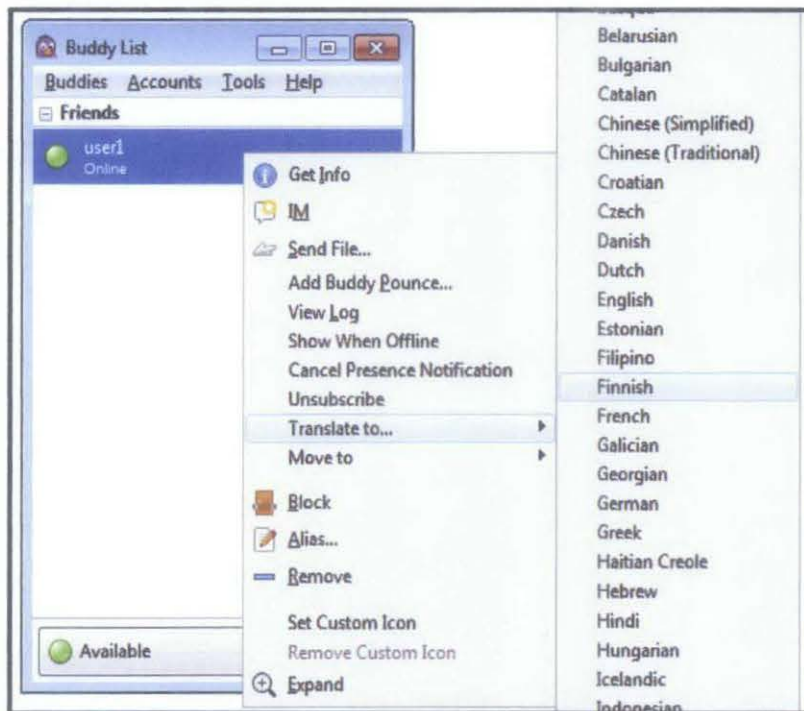 Buddy List
Buddies Accounts Tools Help
Friends
user1
Online
Available
Get Info
IM
Send File...
Add Buddy Pounce...
View Log
Show When Offline
Cancel Presence Notification
Unsubscribe
Translate to...
Move to
Block
Alias...
Remove
Set Custom Icon
Remove Custom Icon
Expand
Belarusian
Bulgarian
Catalan
Chinese (Simplified)
Chinese (Traditional)
Croatian
Czech
Danish
Dutch
English
Estonian
Filipino
Finnish
French
Galician
Georgian
German
Greek
Haitian Creole
Hebrew
Hindi
Hungarian
Icelandic
Indonesian